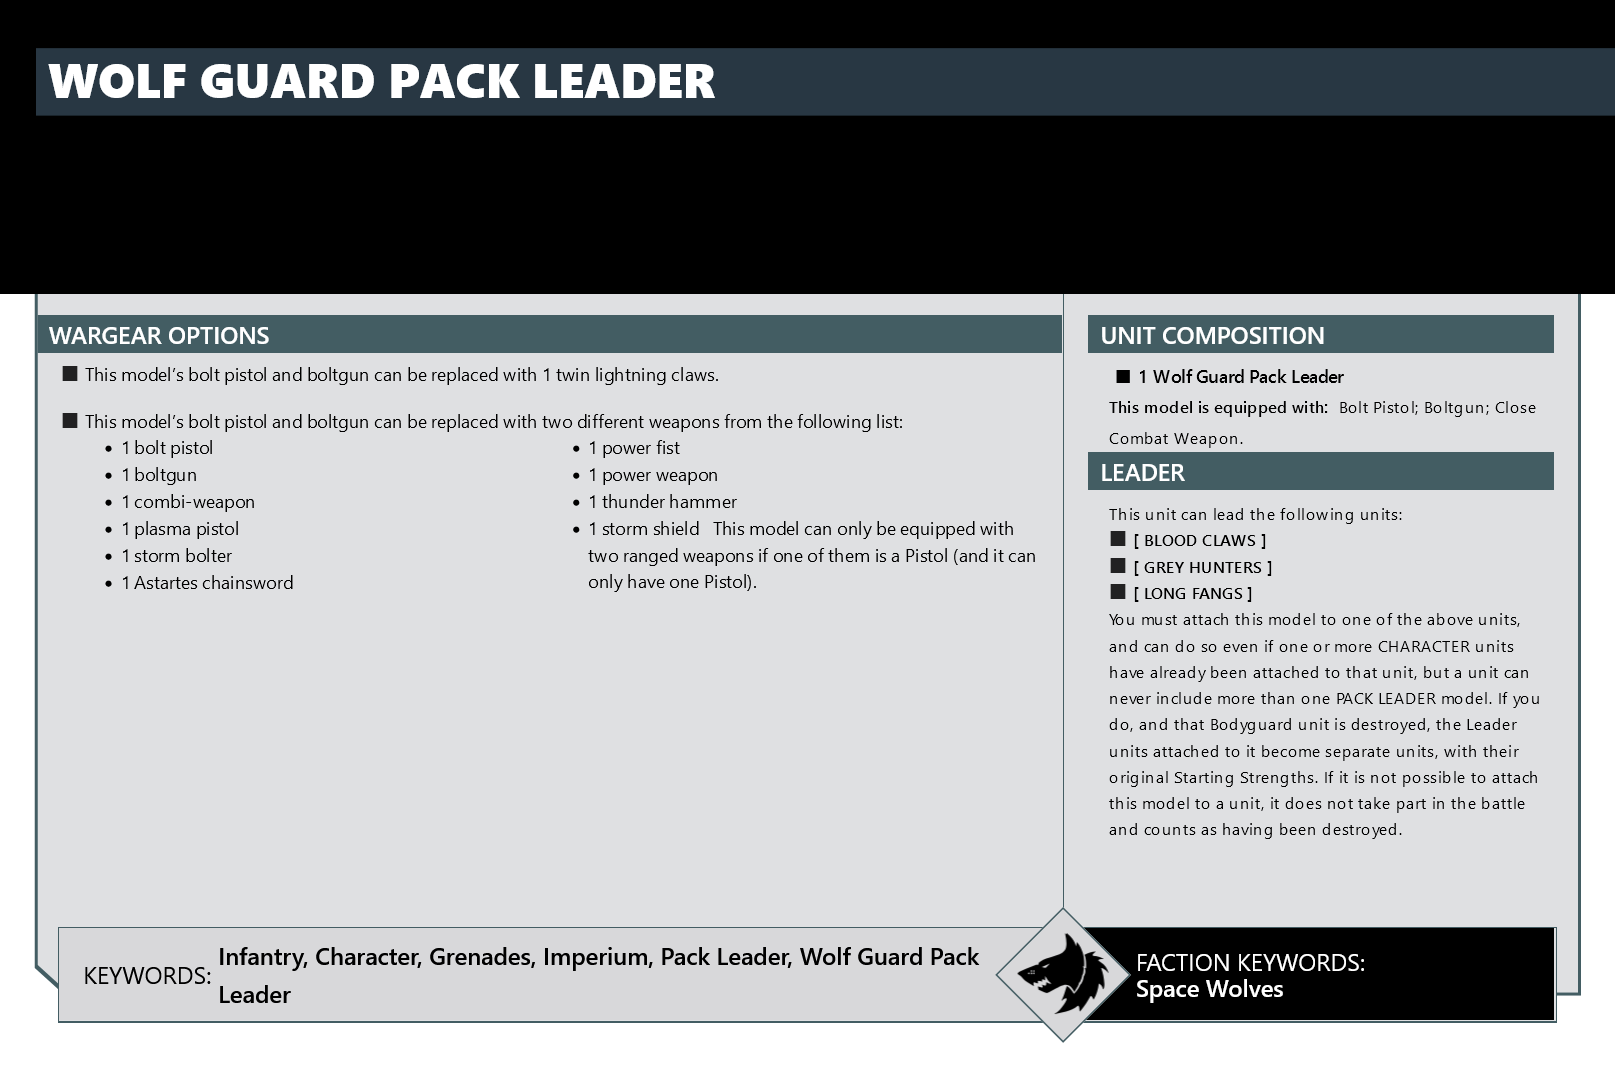 WOLF GUARD PACK LEADER
WARGEAR OPTIONS
■ This model’s bolt pistol and boltgun can be replaced with 1 twin lightning claws.
■ This model’s bolt pistol and boltgun can be replaced with two different weapons from the following list:
• 1 bolt pistol
• 1 boltgun
• 1 combi-weapon
• 1 plasma pistol
• 1 storm bolter
• 1 Astartes chainsword
• 1 power fist
• 1 power weapon
• 1 thunder hammer
• 1 storm shield This model can only be equipped with
two ranged weapons if one of them is a Pistol (and it can
only have one Pistol).
UNIT COMPOSITION
■ 1 Wolf Guard Pack Leader
This model is equipped with: Bolt Pistol; Boltgun; Close
Combat Weapon.
LEADER
This unit can lead the following units:
■ [ BLOOD CLAWS ]
■ [ GREY HUNTERS ]
■ [ LONG FANGS ]
You must attach this model to one of the above units,
and can do so even if one or more CHARACTER units
have already been attached to that unit, but a unit can
never include more than one PACK LEADER model. If you
do, and that Bodyguard unit is destroyed, the Leader
units attached to it become separate units, with their
original Starting Strengths. If it is not possible to attach
this model to a unit, it does not take part in the battle
and counts as having been destroyed.
KEYWORDS: Infantry, Character, Grenades, Imperium, Pack Leader, Wolf Guard Pack
Leader
FACTION KEYWORDS:
Space Wolves